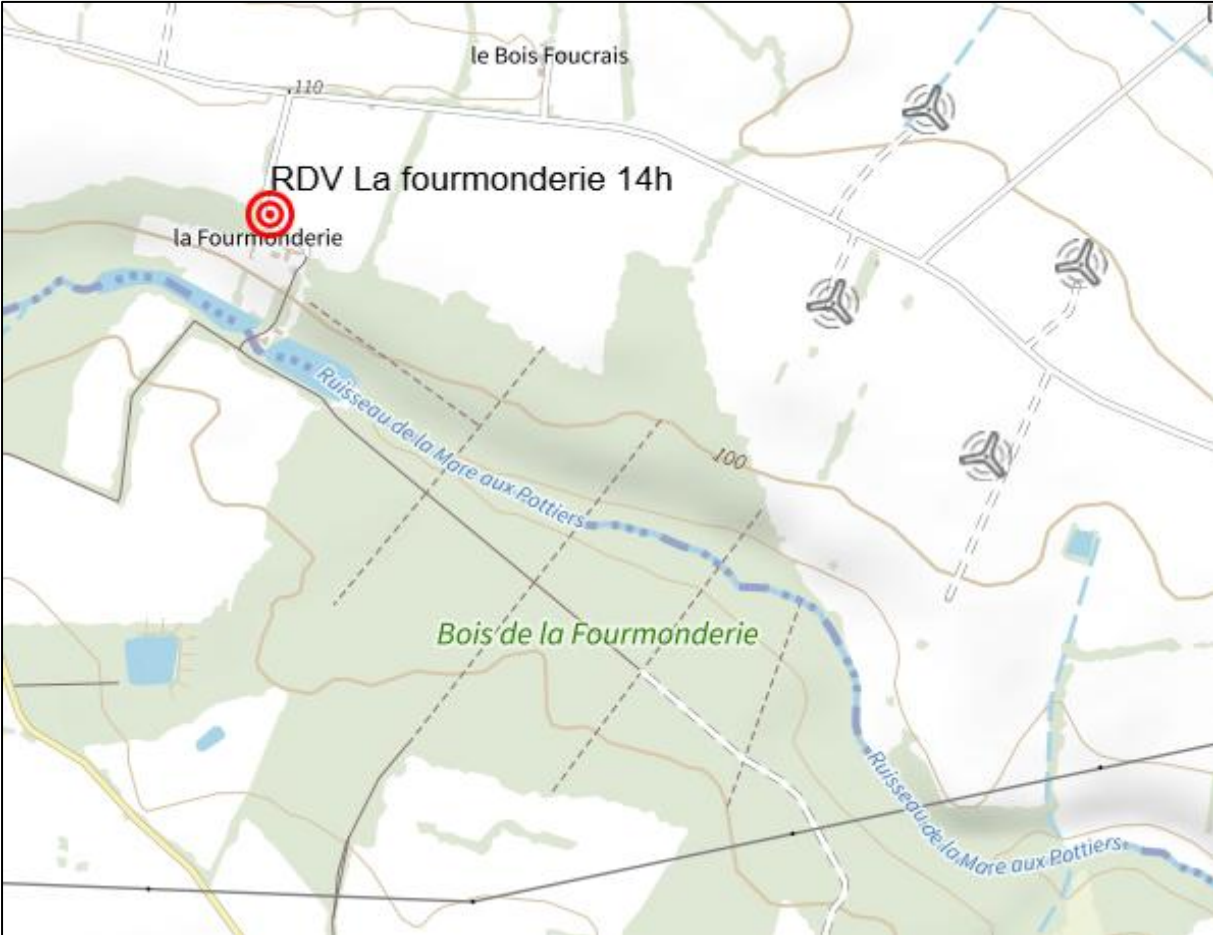 le Bois Foucrais
110
RDV La fourmonderie 14h
la Fourmonderie
Ruisseau de la Mare aux Pottiers
100
Bois de la Fourmonderie
Ruisseau de la Mare aux Pottiers